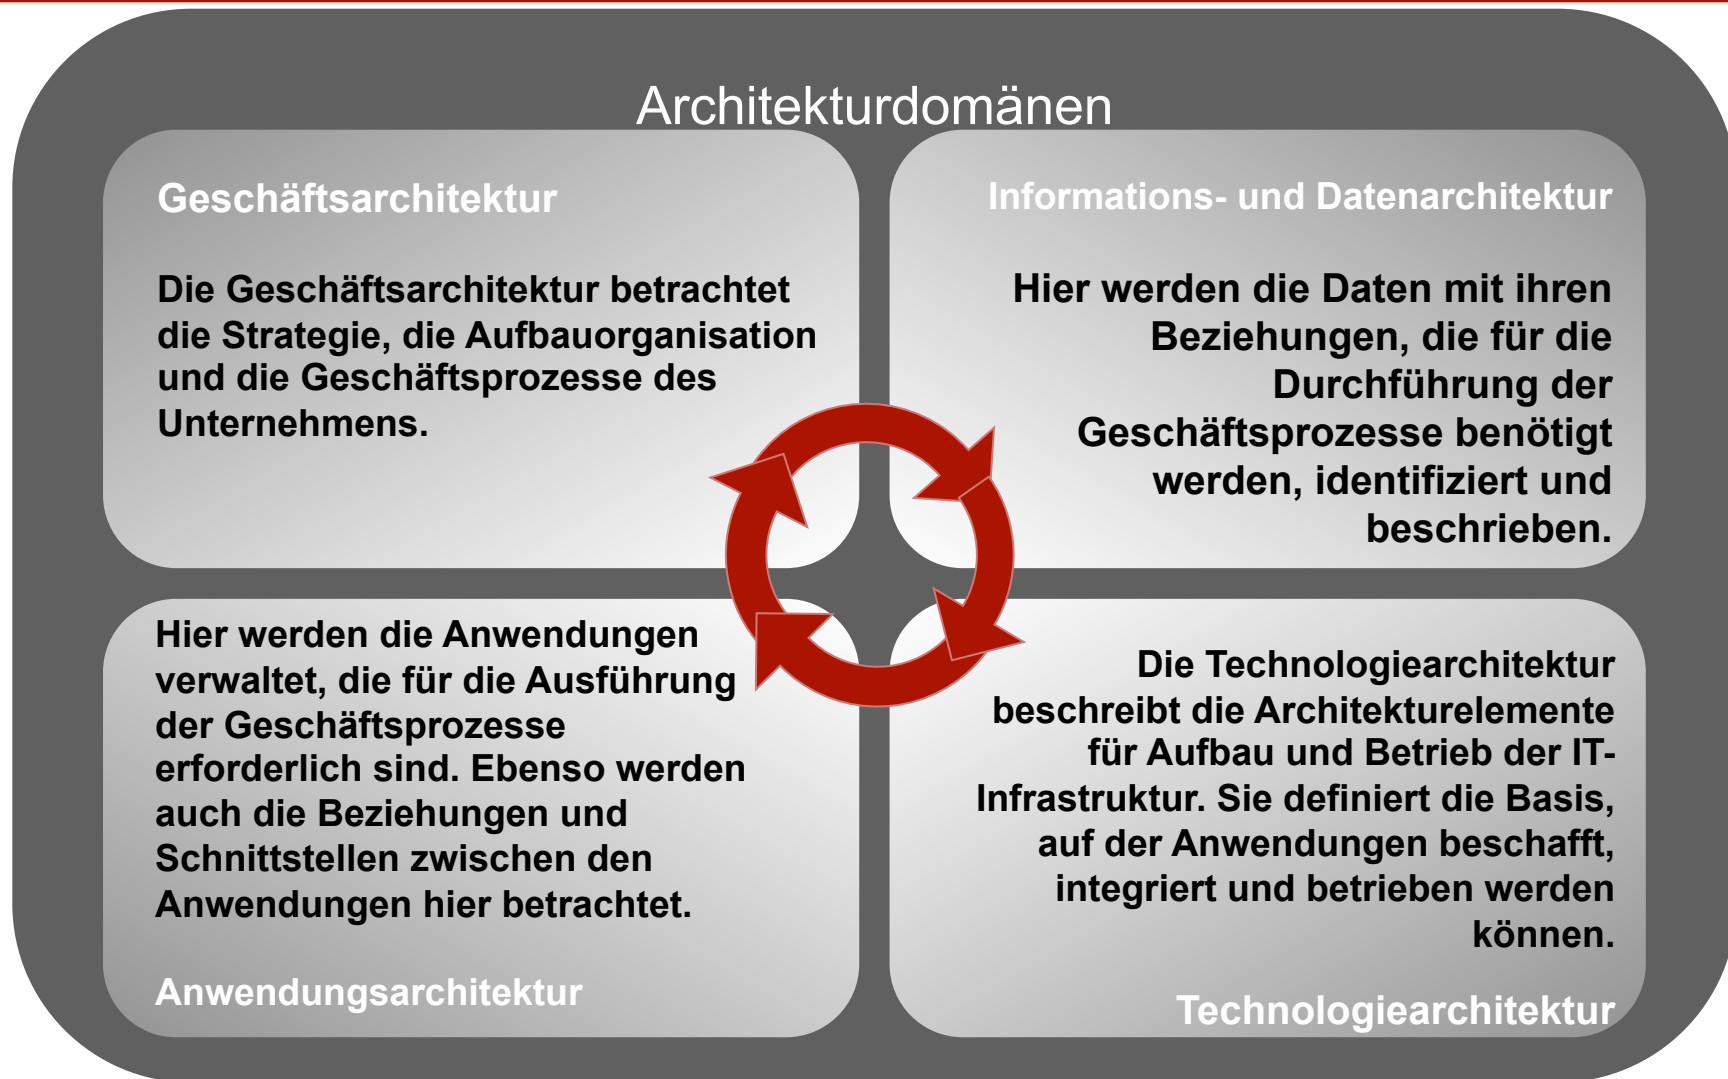 Architekturdomänen
Geschäftsarchitektur
Die Geschäftsarchitektur betrachtet
die Strategie, die Aufbauorganisation
und die Geschäftsprozesse des
Unternehmens.
Informations- und Datenarchitektur
Hier werden die Daten mit ihren
Beziehungen, die für die
Durchführung der
Geschäftsprozesse benötigt
werden, identifiziert und
beschrieben.
Hier werden die Anwendungen
verwaltet, die für die Ausführung
der Geschäftsprozesse
erforderlich sind. Ebenso werden
auch die Beziehungen und
Schnittstellen zwischen den
Anwendungen hier betrachtet.
Anwendungsarchitektur
Die Technologiearchitektur
beschreibt die Architekturelemente
für Aufbau und Betrieb der IT-
Infrastruktur. Sie definiert die Basis,
auf der Anwendungen beschafft,
integriert und betrieben werden
können.
Technologiearchitektur